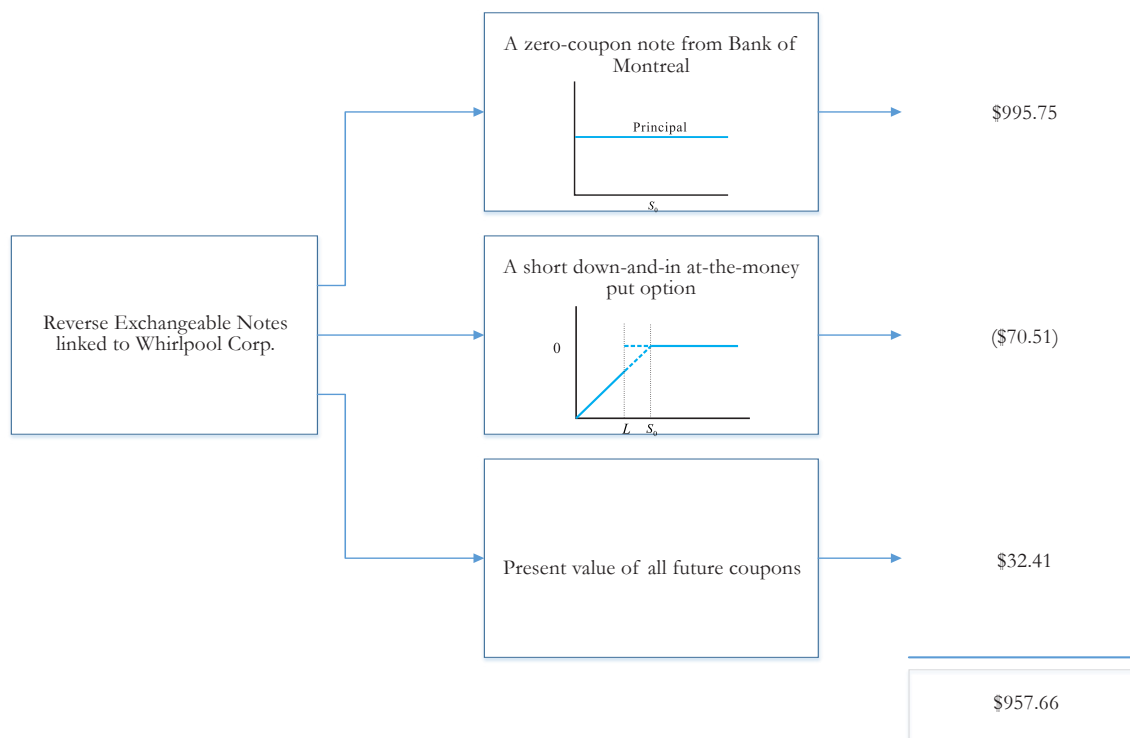 A zero-coupon note from Bank of
Montreal
Principal
S₀
$995.75
Reverse Exchangeable Notes
linked to Whirlpool Corp.
A short down-and-in at-the-money
put option
0
L S₀
($70.51)
Present value of all future coupons
$32.41
$957.66